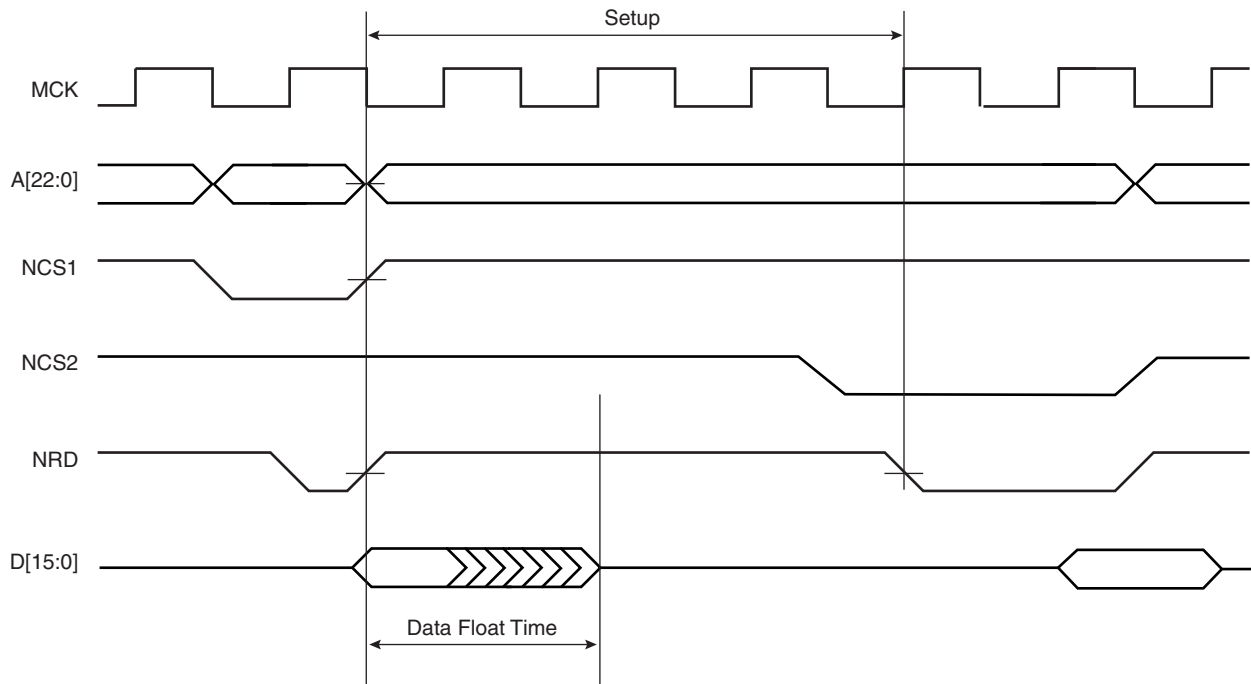 Setup
MCK
A[22:0]
NCS1
NCS2
NRD
D[15:0]
Data Float Time